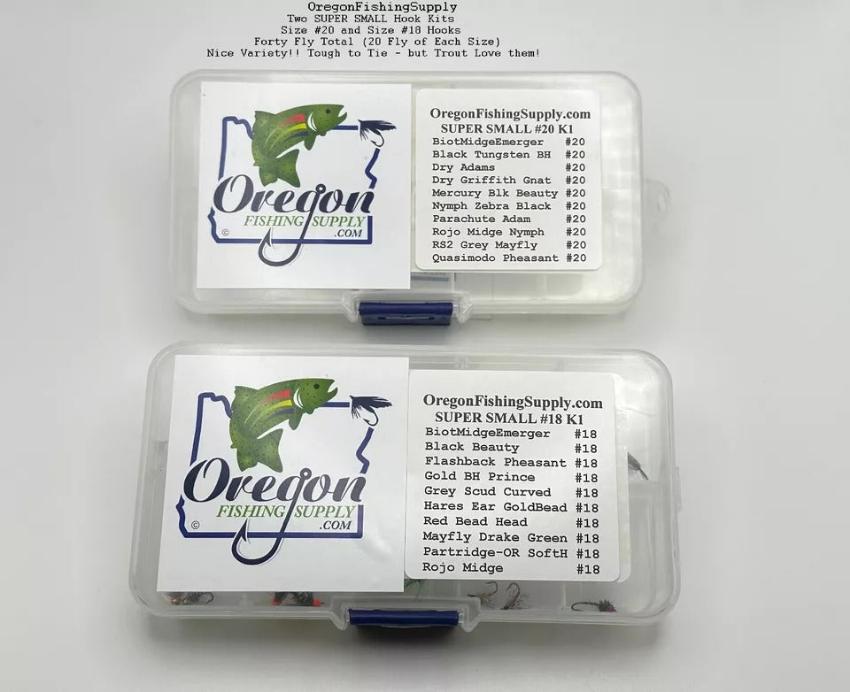 OregonFishingSupply
Two SUPER SMALL Hook Kits
Size #20 and Size #18 Hooks
Forty Fly Total (20 Fly of Each Size)
Nice Variety!! Tough to Tie - but Trout Love them!
Oregon
FISHING SUPPLY
.COM
©
OregonFishingSupply.com
SUPER SMALL #20 K1
BiotMidgeEmerger #20
Black Tungsten BH #20
Dry Adams #20
Dry Griffith Gnat #20
Mercury Blk Beauty #20
Nymph Zebra Black #20
Parachute Adam #20
Rojo Midge Nymph #20
RS2 Grey Mayfly #20
Quasimodo Pheasant #20
Oregon
FISHING SUPPLY
.COM
©
OregonFishingSupply.com
SUPER SMALL #18 K1
BiotMidgeEmerger #18
Black Beauty #18
Flashback Pheasant #18
Gold BH Prince #18
Grey Scud Curved #18
Hares Ear GoldBead #18
Red Bead Head #18
Mayfly Drake Green #18
Partridge-OR SoftH #18
Rojo Midge #18